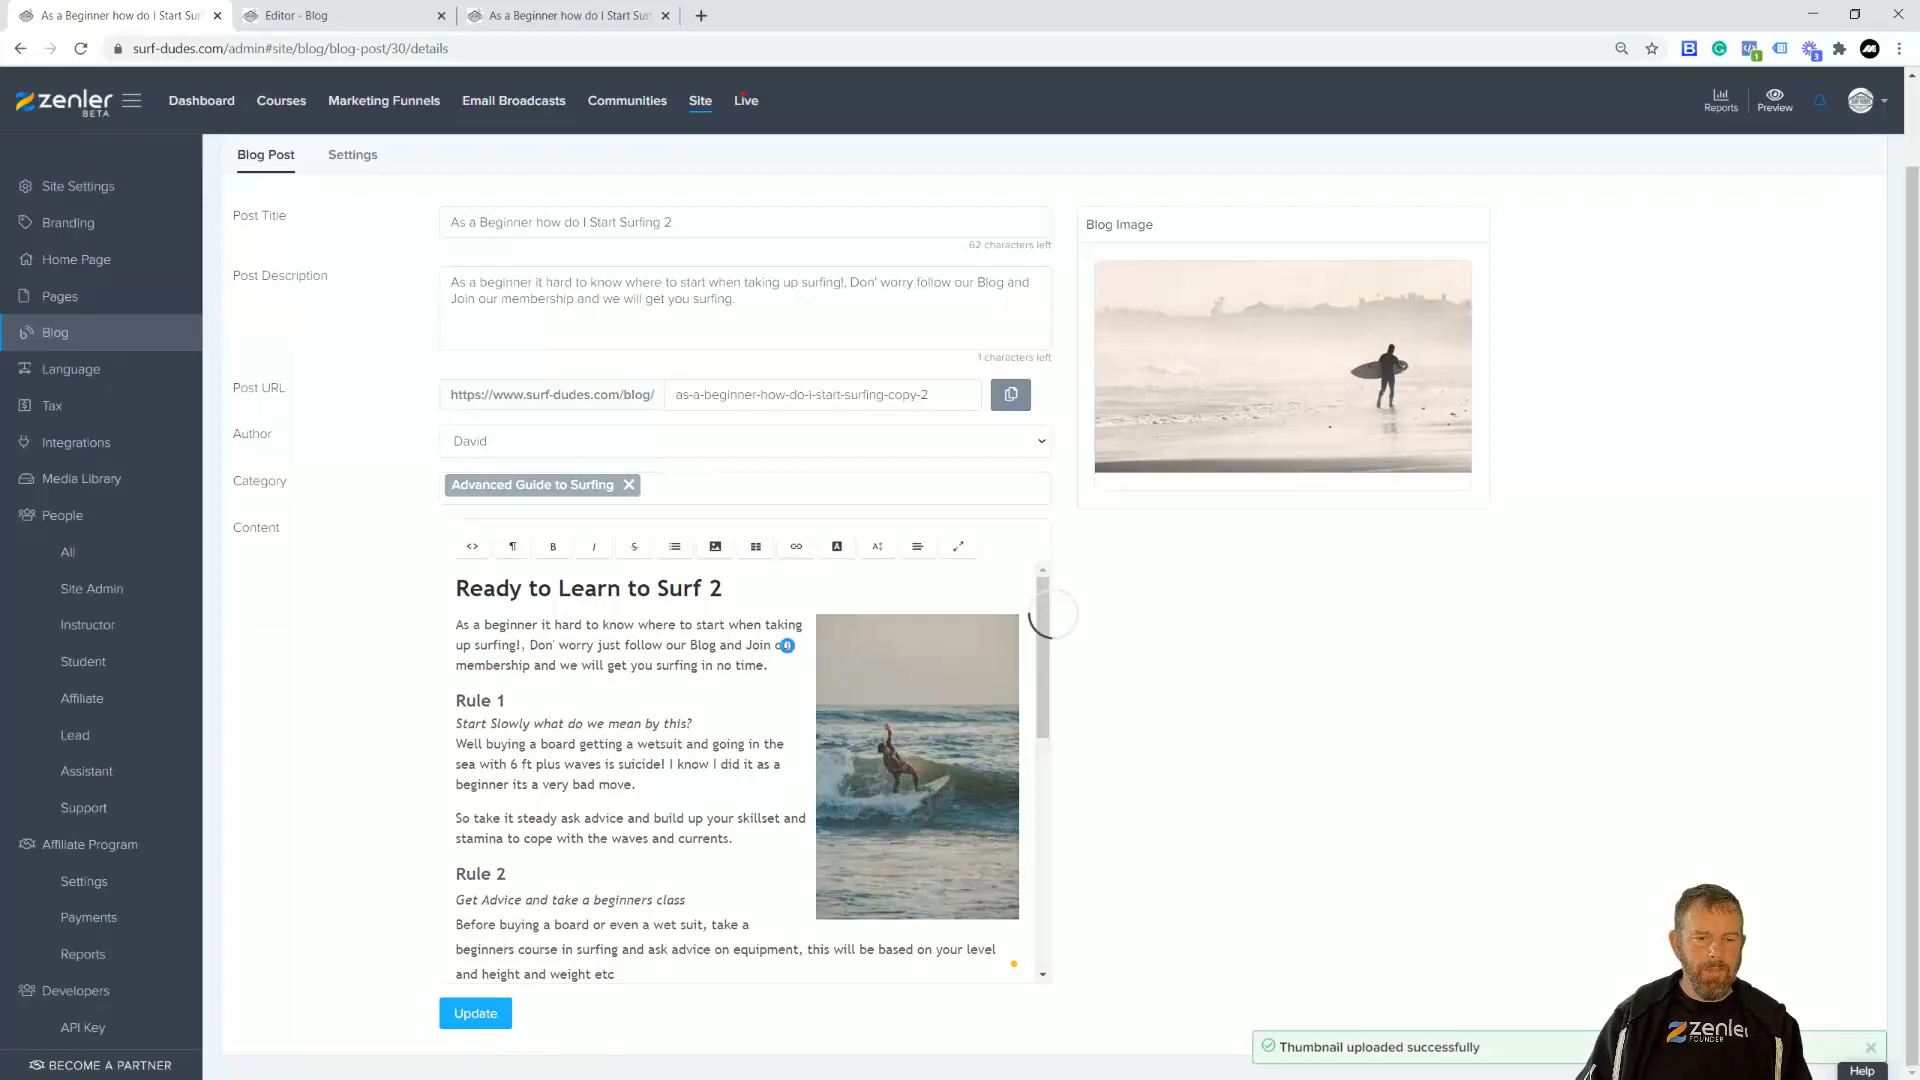 As a Beginner how do I Start Sur
Editor - Blog
As a Beginner how do I Start Sur
surf-dudes.com/admin#site/blog/blog-post/30/details
zenler
BETA
Dashboard
Courses
Marketing Funnels
Email Broadcasts
Communities
Site
Live
Reports
Preview
Site Settings
Branding
Home Page
Pages
Blog
Language
Tax
Integrations
Media Library
People
All
Site Admin
Instructor
Student
Affiliate
Lead
Assistant
Support
Affiliate Program
Settings
Payments
Reports
Developers
API Key
BECOME A PARTNER
Blog Post
Settings
Post Title
As a Beginner how do I Start Surfing 2
62 characters left
Post Description
As a beginner it hard to know where to start when taking up surfing!, Don' worry follow our Blog and
Join our membership and we will get you surfing.
1 characters left
Post URL
https://www.surf-dudes.com/blog/
as-a-beginner-how-do-I-start-surfing-copy-2
Author
David
Category
Advanced Guide to Surfing
Content
Ready to Learn to Surf 2
As a beginner it hard to know where to start when taking
up surfing!, Don' worry just follow our Blog and Join
membership and we will get you surfing in no time.
Rule 1
Start Slowly what do we mean by this?
Well buying a board getting a wetsuit and going in the
sea with 6 ft plus waves is suicide! I know I did it as a
beginner its a very bad move.
So take it steady ask advice and build up your skillset and
stamina to cope with the waves and currents.
Rule 2
Get Advice and take a beginners class
Before buying a board or even a wet suit, take a
beginners course in surfing and ask advice on equipment, this will be based on your level
and height and weight etc
Update
Blog Image
Thumbnail uploaded successfully
zenler
FOUNDER
Help